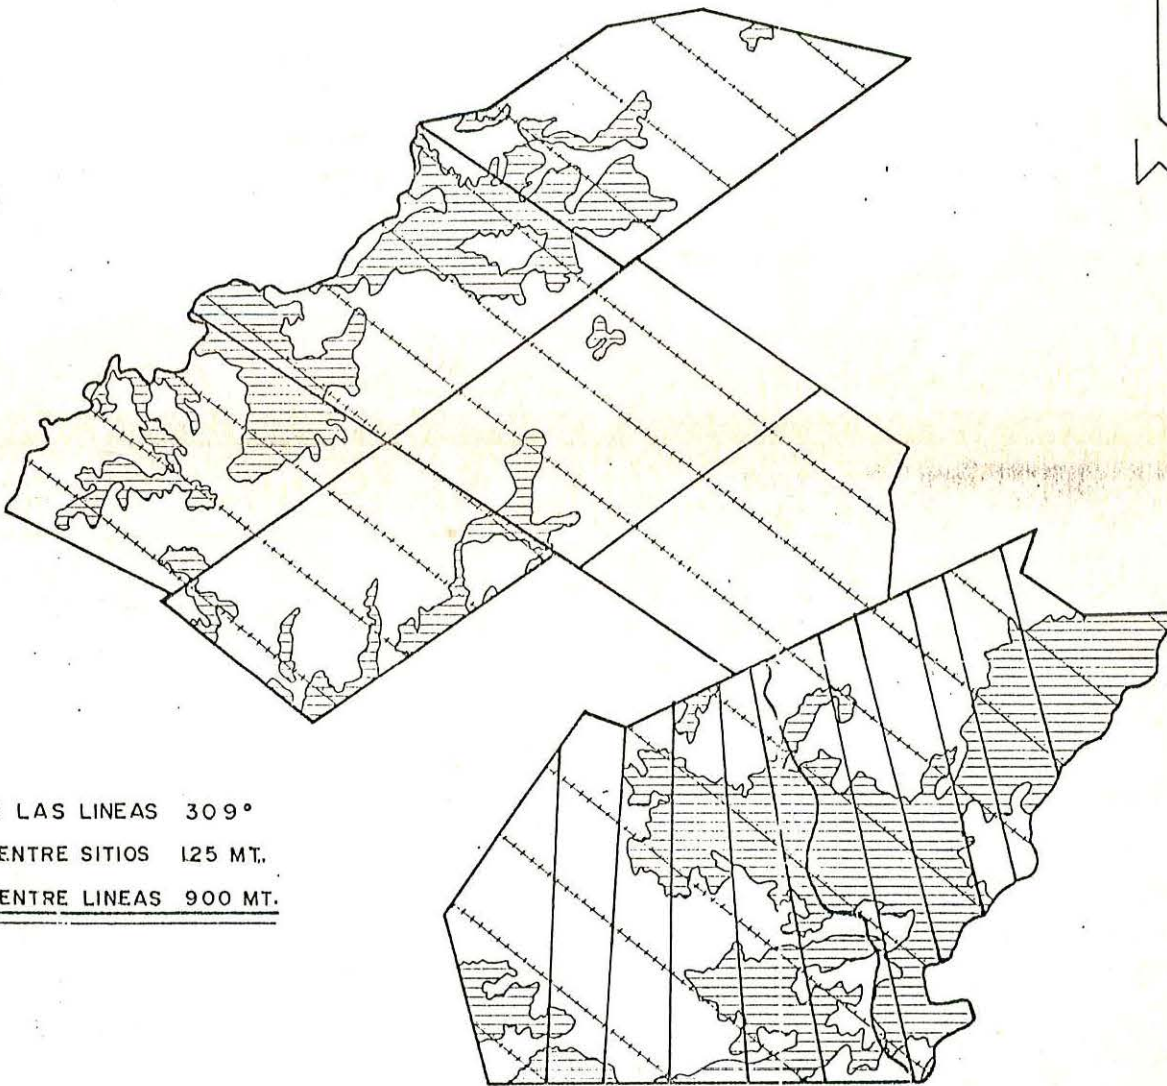 LAS LINEAS 309°
ENTRE SITIOS 125 MT.
ENTRE LINEAS 900 MT.